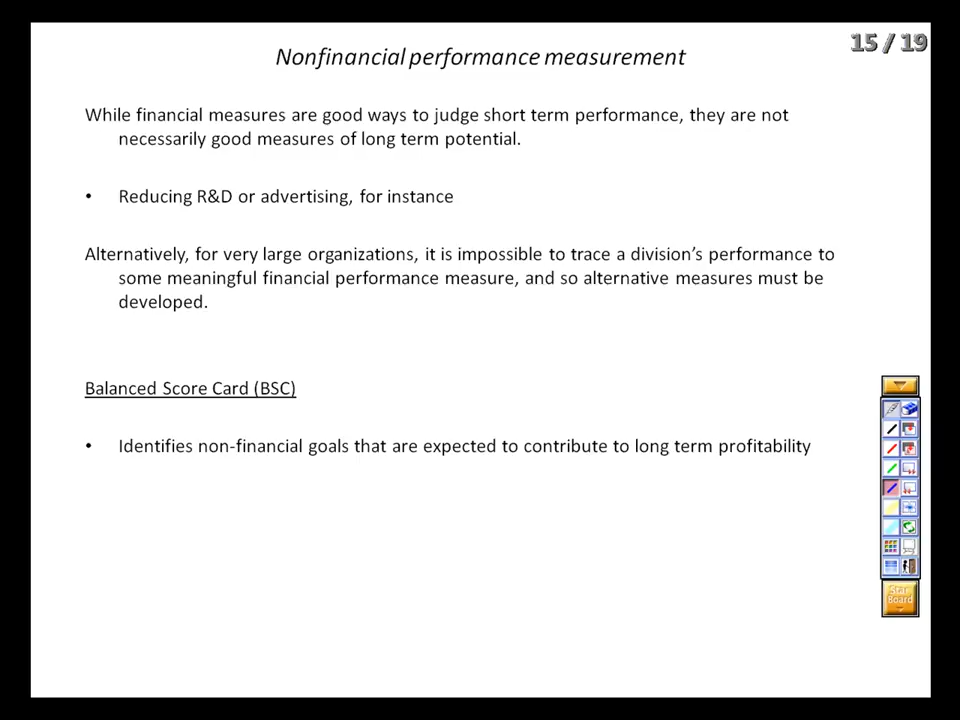 15 / 19
Nonfinancial performance measurement
While financial measures are good ways to judge short term performance, they are not
necessarily good measures of long term potential.
• Reducing R&D or advertising, for instance
Alternatively, for very large organizations, it is impossible to trace a division's performance to
some meaningful financial performance measure, and so alternative measures must be
developed.
Balanced Score Card (BSC)
• Identifies non-financial goals that are expected to contribute to long term profitability
Star
Board